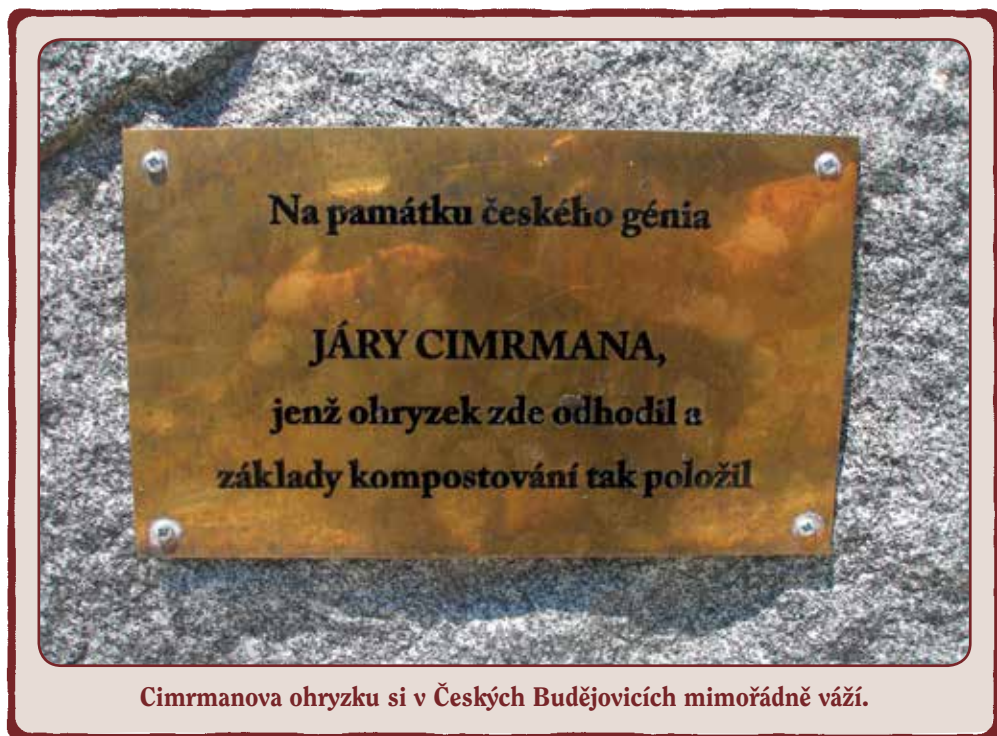 Na památku českého génia
JÁRY CIMRMANA,
jenž ohryzek zde odhodil a
základy kompostování tak položil
Cimrmanova ohryzku si v Českých Budějovicích mimořádně váží.